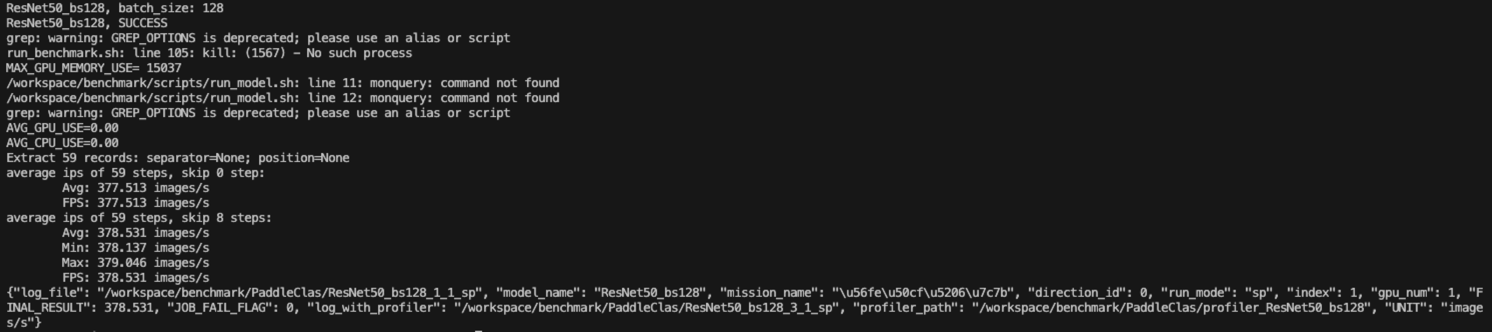 ResNet50_bs128, batch_size: 128
ResNet50_bs128, SUCCESS
grep: warning: GREP_OPTIONS is deprecated; please use an alias or script
run_benchmark.sh: line 105: kill: (1567) - No such process
MAX_GPU_MEMORY_USE= 15037
/workspace/benchmark/scripts/run_model.sh: line 11: monquery: command not found
/workspace/benchmark/scripts/run_model.sh: line 12: monquery: command not found
grep: warning: GREP_OPTIONS is deprecated; please use an alias or script
AVG_GPU_USE=0.00
AVG_CPU_USE=0.00
Extract 59 records: separator=None; position=None
average ips of 59 steps, skip 0 step:
Avg: 377.513 images/s
FPS: 377.513 images/s
average ips of 59 steps, skip 8 steps:
Avg: 378.531 images/s
Min: 378.137 images/s
Max: 379.046 images/s
FPS: 378.531 images/s
{"log_file": "/workspace/benchmark/PaddleClas/ResNet50_bs128_1_1_sp", "model_name": "ResNet50_bs128", "mission_name": "\u56fe\u50cf\u5206\u7c7b", "direction_id": 0, "run_mode": "sp", "index": 1, "gpu_num": 1, "F
INAL_RESULT": 378.531, "JOB_FAIL_FLAG": 0, "log_with_profiler": "/workspace/benchmark/PaddleClas/ResNet50_bs128_3_1_sp", "profiler_path": "/workspace/benchmark/PaddleClas/profiler_ResNet50_bs128", "UNIT": "image
s/s"}